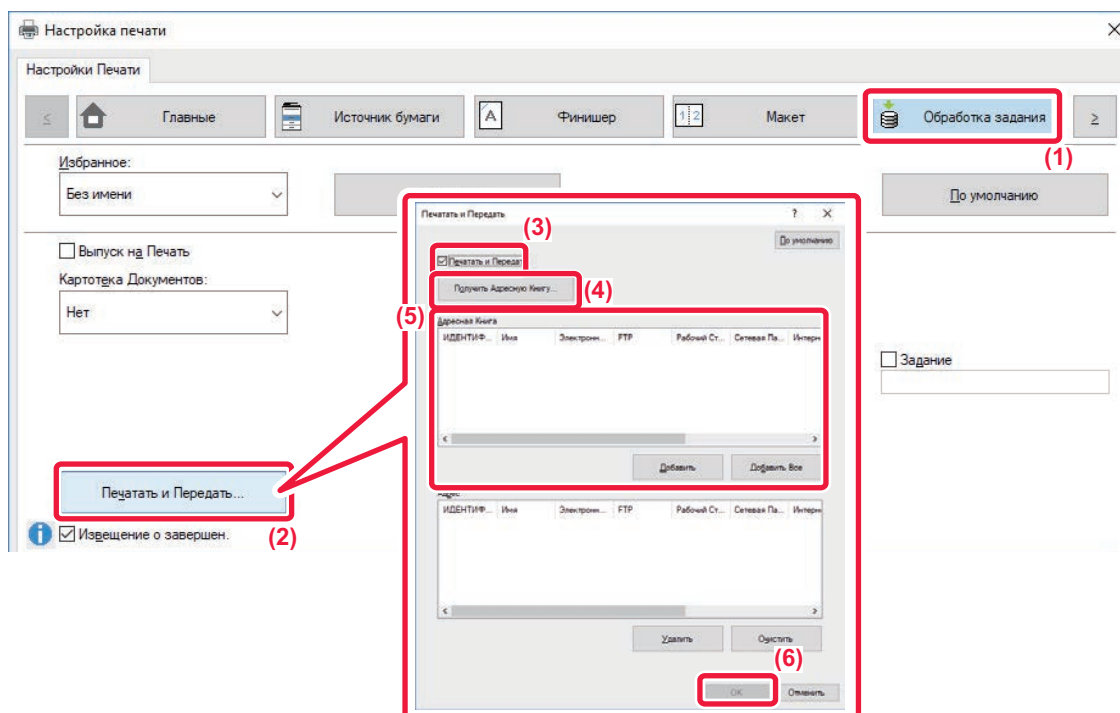 Настройка печати
Настройки Печати
Главные
Источник бумаги
Финишер
Макет
Обработка задания
(1)
Избранное:
Без имени
По умолчанию
Печатать и Передать
?
(3)
По умолчанию
Выпуск на Печать
Печатать и Передат
Картотека Документов:
Получить Адресную Книгу...
(4)
Нет
(5)
Адресная Книга
ИДЕНТИФ... Имя Электронн... FTP Рабочий Ст... Сетевая Па... Интерн
Задание
Добавить
Добавить Все
Печатать и Передать...
(2)
Адрес
ИДЕНТИФ... Имя Электронн... FTP Рабочий Ст... Сетевая Па... Интерн
Извещение о завершен.
Удалить
Очистить
(6)
OK
Отменить